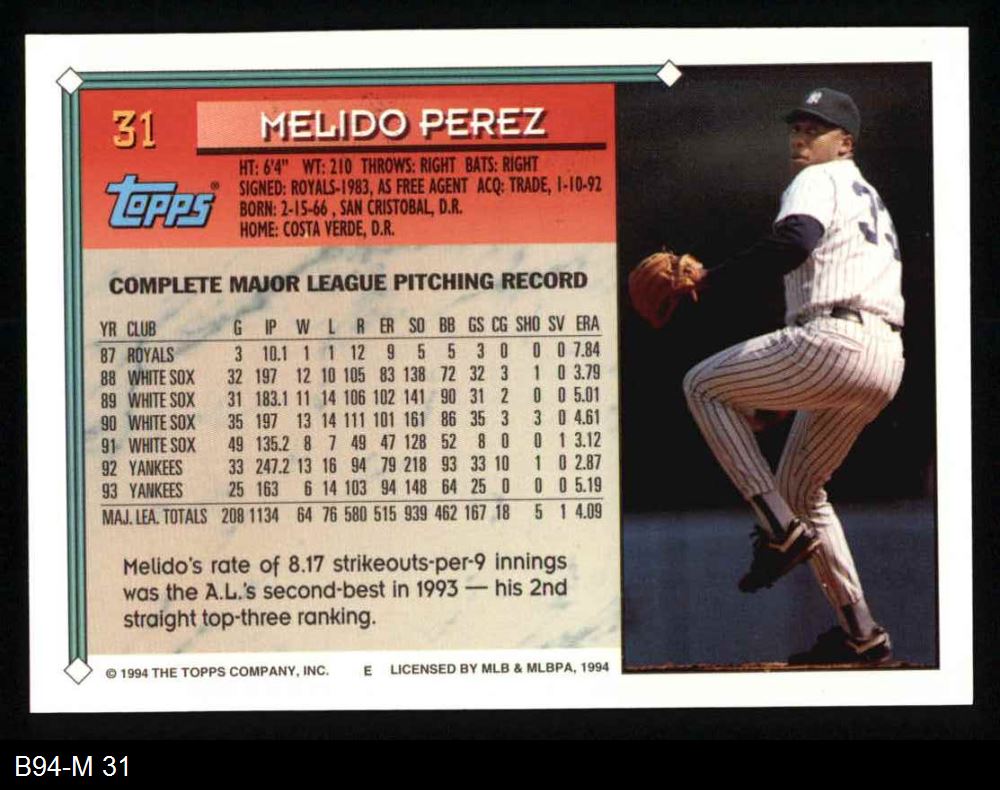 31
MELIDO PEREZ
Topps®
HT: 6'4" WT: 210 THROWS: RIGHT BATS: RIGHT
SIGNED: ROYALS-1983, AS FREE AGENT ACQ: TRADE, 1-10-92
BORN: 2-15-66 , SAN CRISTOBAL, D.R.
HOME: COSTA VERDE, D.R.
COMPLETE MAJOR LEAGUE PITCHING RECORD
YR CLUB G IP W L R ER SO BB GS CG SHO SV ERA
87 ROYALS 3 10.1 1 1 12 9 5 5 3 0 0 0 7.84
88 WHITE SOX 32 197 12 10 105 83 138 72 32 3 1 0 3.79
89 WHITE SOX 31 183.1 11 14 106 102 141 90 31 2 0 0 5.01
90 WHITE SOX 35 197 13 14 111 101 161 86 35 3 3 0 4.61
91 WHITE SOX 49 135.2 8 7 49 47 128 52 8 0 0 1 3.12
92 YANKEES 33 247.2 13 16 94 79 218 93 33 10 1 0 2.87
93 YANKEES 25 163 6 14 103 94 148 64 25 0 0 0 5.19
MAJ. LEA. TOTALS 208 1134 64 76 580 515 939 462 167 18 5 1 4.09
Melido's rate of 8.17 strikeouts-per-9 innings
was the A.L.'s second-best in 1993 — his 2nd
straight top-three ranking.
© 1994 THE TOPPS COMPANY, INC. E LICENSED BY MLB & MLBPA, 1994
B94-M 31